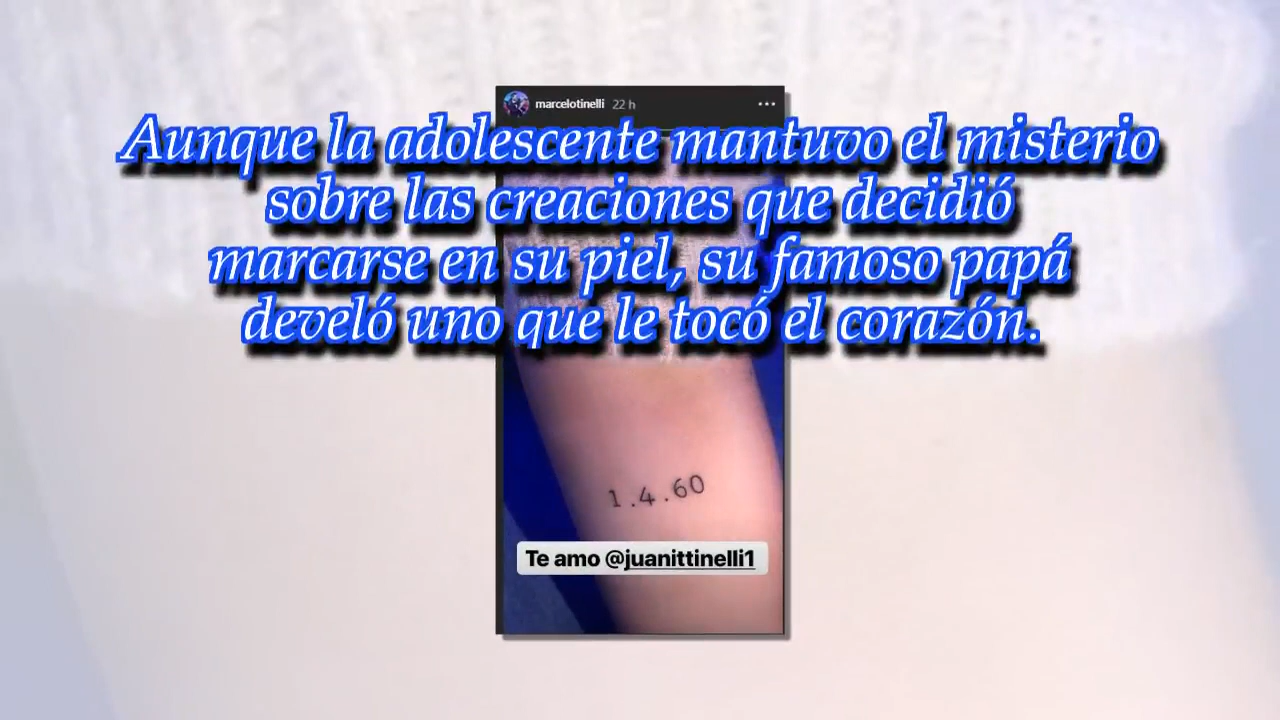 marcelotinelli 22 h
Aunque la adolescente mantuvo el misterio
sobre las creaciones que decidió
marcarse en su piel, su famoso papá
develó uno que le tocó el corazón.
1.4.60
Te amo @juanittinelli1